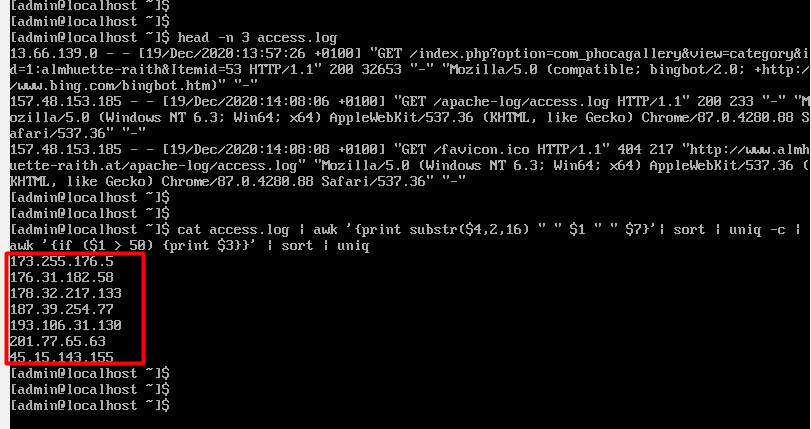 [admin@localhost ~]$
[admin@localhost ~]$
[admin@localhost ~]$ head -n 3 access.log
13.66.139.0 - - [19/Dec/2020:13:57:26 +0100] "GET /index.php?option=com_phocagallery&view=category&i
d=1:almhuette-raith&Itemid=53 HTTP/1.1" 200 32653 "-" "Mozilla/5.0 (compatible; bingbot/2.0; +http:/
/www.bing.com/bingbot.htm)" "-"
157.48.153.185 - - [19/Dec/2020:14:08:06 +0100] "GET /apache-log/access.log HTTP/1.1" 200 233 "-" "M
ozilla/5.0 (Windows NT 6.3; Win64; x64) AppleWebKit/537.36 (KHTML, like Gecko) Chrome/87.0.4280.88 S
afari/537.36" "-"
157.48.153.185 - - [19/Dec/2020:14:08:08 +0100] "GET /favicon.ico HTTP/1.1" 404 217 "http://www.almh
uette-raith.at/apache-log/access.log" "Mozilla/5.0 (Windows NT 6.3; Win64; x64) AppleWebKit/537.36 (
KHTML, like Gecko) Chrome/87.0.4280.88 Safari/537.36" "-"
[admin@localhost ~]$
[admin@localhost ~]$
[admin@localhost ~]$ cat access.log | awk '{print substr($4,2,16) " " $1 " " $7}'| sort | uniq -c |
awk '{if ($1 > 50) {print $3}}' | sort | uniq
173.255.176.5
176.31.182.58
178.32.217.133
187.39.254.77
193.106.31.130
201.77.65.63
45.15.143.155
[admin@localhost ~]$
[admin@localhost ~]$
[admin@localhost ~]$